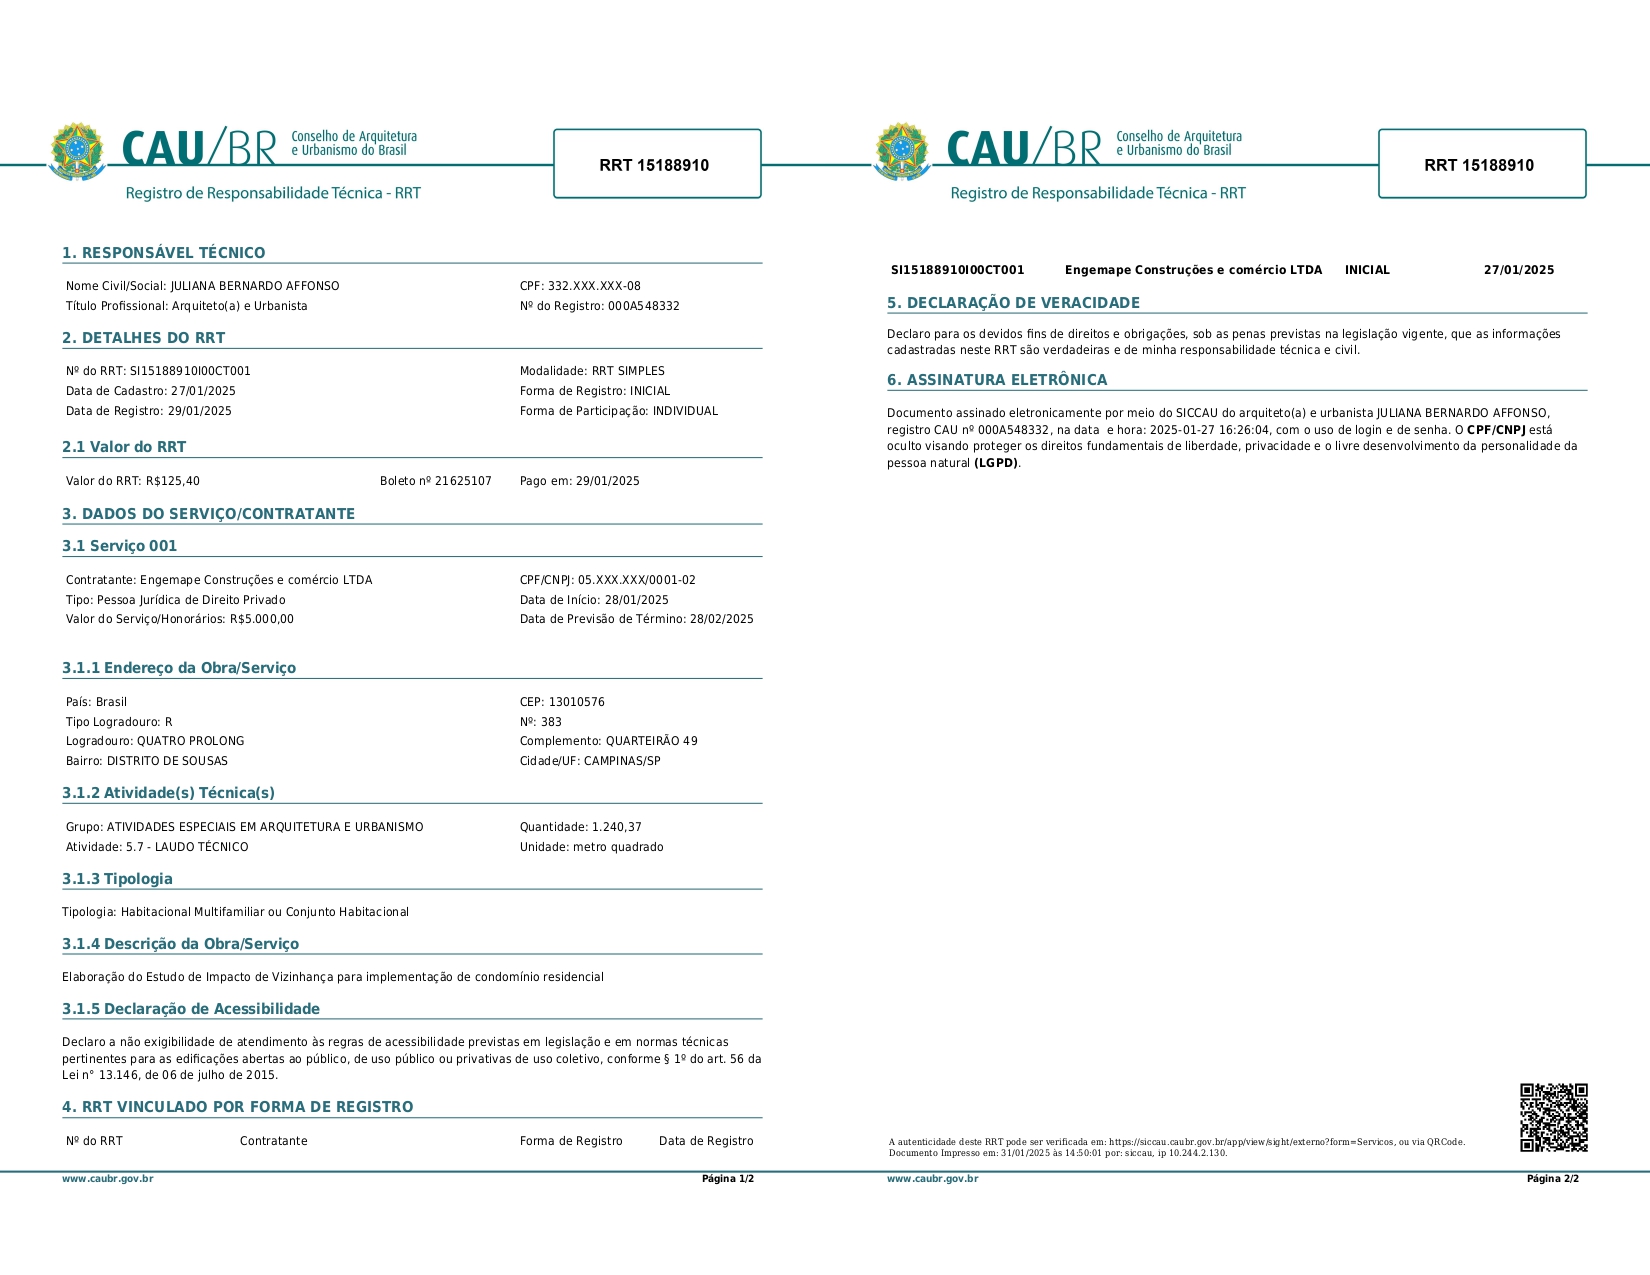 CAU/BR Conselho de Arquitetura
e Urbanismo do Brasil
RRT 15188910
Registro de Responsabilidade Técnica - RRT
1. RESPONSÁVEL TÉCNICO
Nome Civil/Social: JULIANA BERNARDO AFFONSO CPF: 332.XXX.XXX-08
Título Profissional: Arquiteto(a) e Urbanista Nº do Registro: 000A548332
2. DETALHES DO RRT
Nº do RRT: SI15188910I00CT001 Modalidade: RRT SIMPLES
Data de Cadastro: 27/01/2025 Forma de Registro: INICIAL
Data de Registro: 29/01/2025 Forma de Participação: INDIVIDUAL
2.1 Valor do RRT
Valor do RRT: R$125,40 Boleto nº 21625107 Pago em: 29/01/2025
3. DADOS DO SERVIÇO/CONTRATANTE
3.1 Serviço 001
Contratante: Engemape Construções e comércio LTDA CPF/CNPJ: 05.XXX.XXX/0001-02
Tipo: Pessoa Jurídica de Direito Privado Data de Início: 28/01/2025
Valor do Serviço/Honorários: R$5.000,00 Data de Previsão de Término: 28/02/2025
3.1.1 Endereço da Obra/Serviço
País: Brasil CEP: 13010576
Tipo Logradouro: R Nº: 383
Logradouro: QUATRO PROLONG Complemento: QUARTEIRÃO 49
Bairro: DISTRITO DE SOUSAS Cidade/UF: CAMPINAS/SP
3.1.2 Atividade(s) Técnica(s)
Grupo: ATIVIDADES ESPECIAIS EM ARQUITETURA E URBANISMO Quantidade: 1.240,37
Atividade: 5.7 - LAUDO TÉCNICO Unidade: metro quadrado
3.1.3 Tipologia
Tipologia: Habitacional Multifamiliar ou Conjunto Habitacional
3.1.4 Descrição da Obra/Serviço
Elaboração do Estudo de Impacto de Vizinhança para implementação de condomínio residencial
3.1.5 Declaração de Acessibilidade
Declaro a não exigibilidade de atendimento às regras de acessibilidade previstas em legislação e em normas técnicas
pertinentes para as edificações abertas ao público, de uso público ou privativas de uso coletivo, conforme § 1º do art. 56 da
Lei n° 13.146, de 06 de julho de 2015.
4. RRT VINCULADO POR FORMA DE REGISTRO
Nº do RRT Contratante Forma de Registro Data de Registro
www.caubr.gov.br Página 1/2
CAU/BR Conselho de Arquitetura
e Urbanismo do Brasil
RRT 15188910
Registro de Responsabilidade Técnica - RRT
SI15188910I00CT001 Engemape Construções e comércio LTDA INICIAL 27/01/2025
5. DECLARAÇÃO DE VERACIDADE
Declaro para os devidos fins de direitos e obrigações, sob as penas previstas na legislação vigente, que as informações
cadastradas neste RRT são verdadeiras e de minha responsabilidade técnica e civil.
6. ASSINATURA ELETRÔNICA
Documento assinado eletronicamente por meio do SICCAU do arquiteto(a) e urbanista JULIANA BERNARDO AFFONSO,
registro CAU nº 000A548332, na data e hora: 2025-01-27 16:26:04, com o uso de login e de senha. O CPF/CNPJ está
oculto visando proteger os direitos fundamentais de liberdade, privacidade e o livre desenvolvimento da personalidade da
pessoa natural (LGPD).
A autenticidade deste RRT pode ser verificada em: https://siccau.caubr.gov.br/app/view/sight/externo?form=Servicos, ou via QRCode.
Documento Impresso em: 31/01/2025 às 14:50:01 por: siccau, ip 10.244.2.130.
www.caubr.gov.br Página 2/2